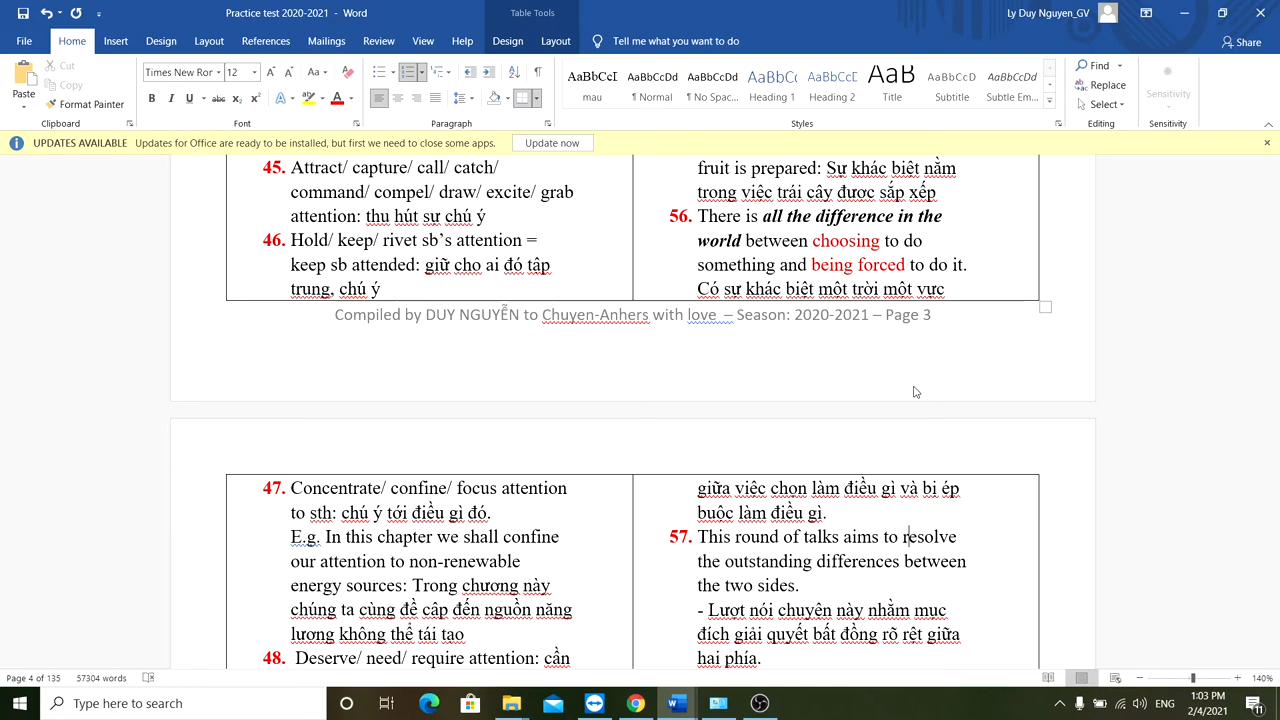 Practice test 2020-2021
Table Tools
Ly Duy Nguyen_GV
File Home Insert Design Layout References Mailings Review View Help Design Layout Tell me what you want to do Share
Cut
Copy
Format Painter
Paste
Clipboard
Times New Ror 12
Font
Paragraph
AaBbCcI AaBbCcDd AaBbCcDd AaBbCc AaBbCcD AaB AaBbCcD AaBbCcDd
mau ¶ Normal ¶ No Spac... Heading 1 Heading 2 Title Subtitle Subtle Em...
Styles
Find
Replace
Select
Editing
Sensitivity
Sensitivity
UPDATES AVAILABLE Updates for Office are ready to be installed, but first we need to close some apps. Update now
45. Attract/ capture/ call/ catch/
command/ compel/ draw/ excite/ grab
attention: thu hút sự chú ý
46. Hold/ keep/ rivet sb's attention =
keep sb attended: giữ cho ai đó tập
trung, chú ý
fruit is prepared: Sự khác biệt nằm
trong việc trái cây được sắp xếp
56. There is all the difference in the
world between choosing to do
something and being forced to do it.
Có sự khác biệt một trời một vực
Compiled by DUY NGUYỄN to Chuyen-Anhers with love – Season: 2020-2021 – Page 3
47. Concentrate/ confine/ focus attention
to sth: chú ý tới điều gì đó.
E.g. In this chapter we shall confine
our attention to non-renewable
energy sources: Trong chương này
chúng ta cùng đề cập đến nguồn năng
lượng không thể tái tạo
48. Deserve/ need/ require attention: cần
giữa việc chọn làm điều gì và bị ép
buộc làm điều gì.
57. This round of talks aims to resolve
the outstanding differences between
the two sides.
- Lượt nói chuyện này nhằm mục
đích giải quyết bất đồng rõ rệt giữa
hai phía.
Page 4 of 135 57304 words
140%
Type here to search
1:03 PM
2/4/2021